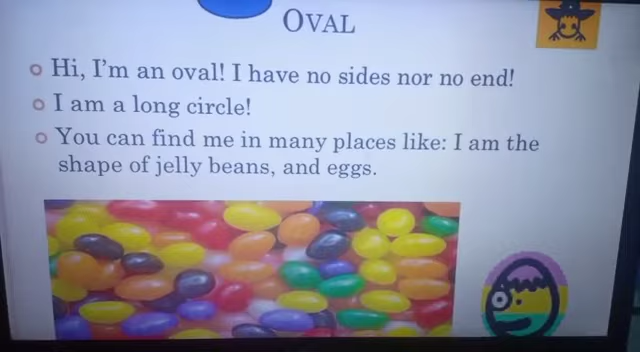 OVAL
Hi, I'm an oval! I have no sides nor no end!
I am a long circle!
You can find me in many places like: I am the
shape of jelly beans, and eggs.